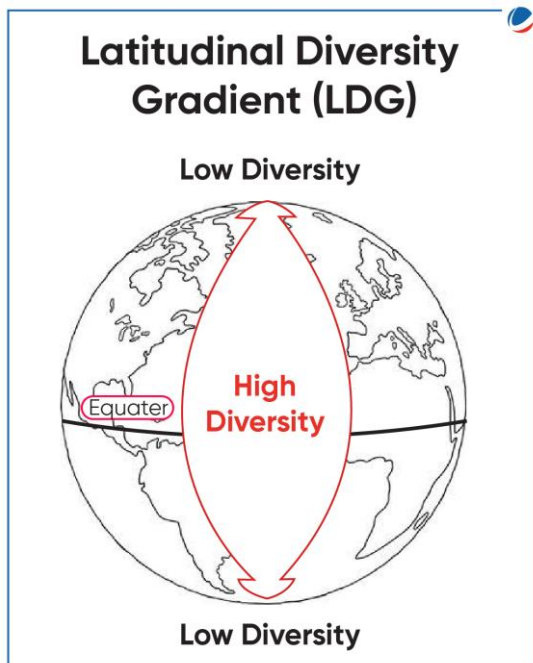 Latitudinal Diversity
Gradient (LDG)
Low Diversity
Equater
High
Diversity
Low Diversity